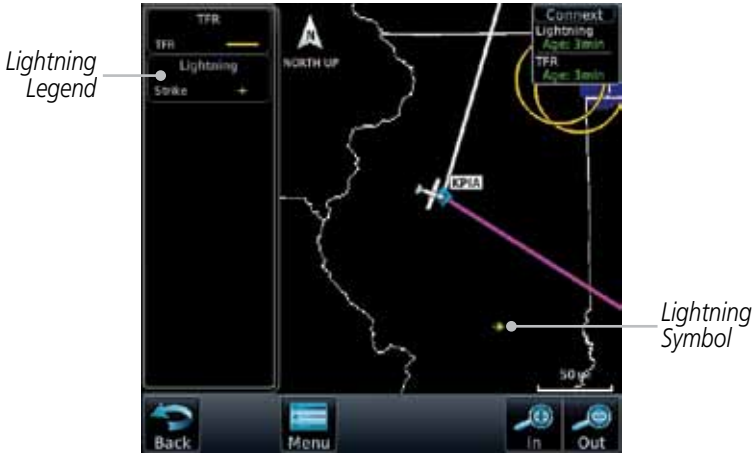 TFR
TFR
Lightning
Strike
Lightning
Legend
NORTH UP
Connext
Lightning
Age: 3min
TFR
Age: 3min
KPIA
Lightning
Symbol
50
Back
Menu
In
Out